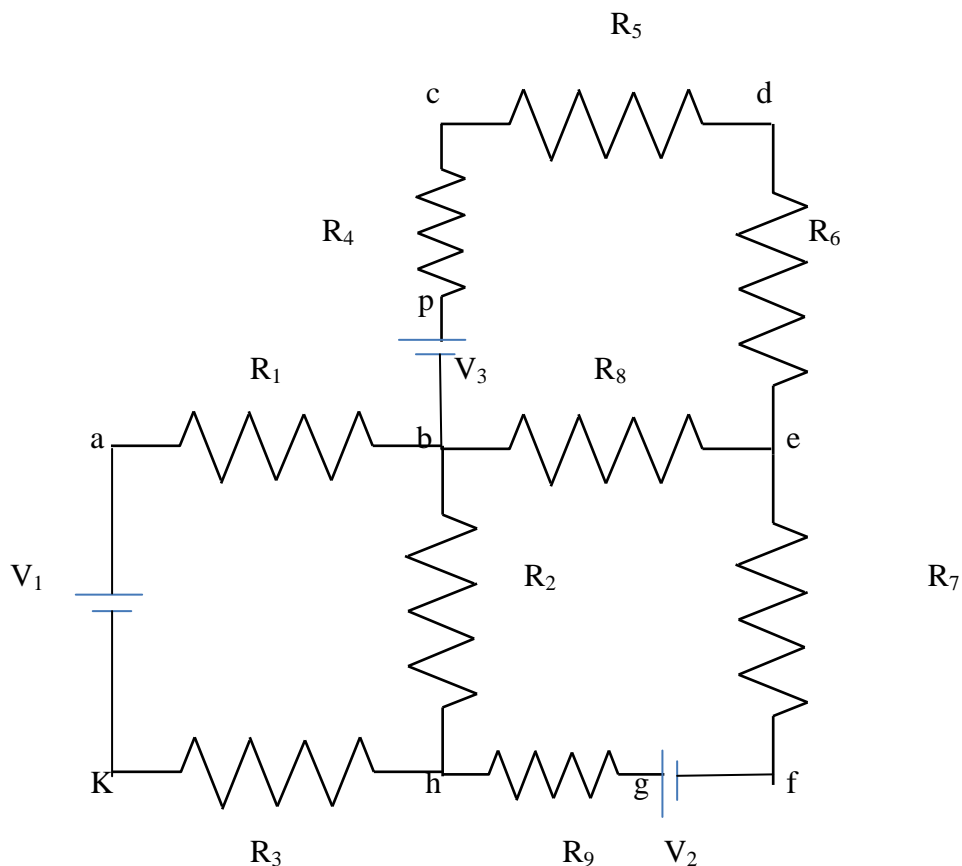 R₅
c d
R₄ R₆
p
R₁ V₃ R₈
a b e
V₁ R₂ R₇
K h g f
R₃ R₉ V₂